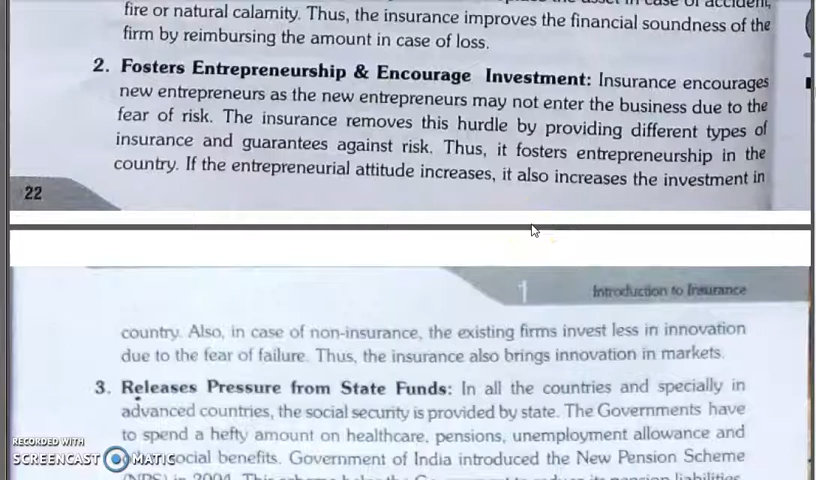 fire or natural calamity. Thus, the insurance improves the financial soundness of the
firm by reimbursing the amount in case of loss.
2. Fosters Entrepreneurship & Encourage Investment: Insurance encourages
new entrepreneurs as the new entrepreneurs may not enter the business due to the
fear of risk. The insurance removes this hurdle by providing different types of
insurance and guarantees against risk. Thus, it fosters entrepreneurship in the
country. If the entrepreneurial attitude increases, it also increases the investment in
22
1 Introduction to Insurance
country. Also, in case of non-insurance, the existing firms invest less in innovation
due to the fear of failure. Thus, the insurance also brings innovation in markets.
3. Releases Pressure from State Funds: In all the countries and specially in
advanced countries, the social security is provided by state. The Governments have
to spend a hefty amount on healthcare, pensions, unemployment allowance and
social benefits. Government of India introduced the New Pension Scheme
RECORDED WITH
SCREENCAST MATIC